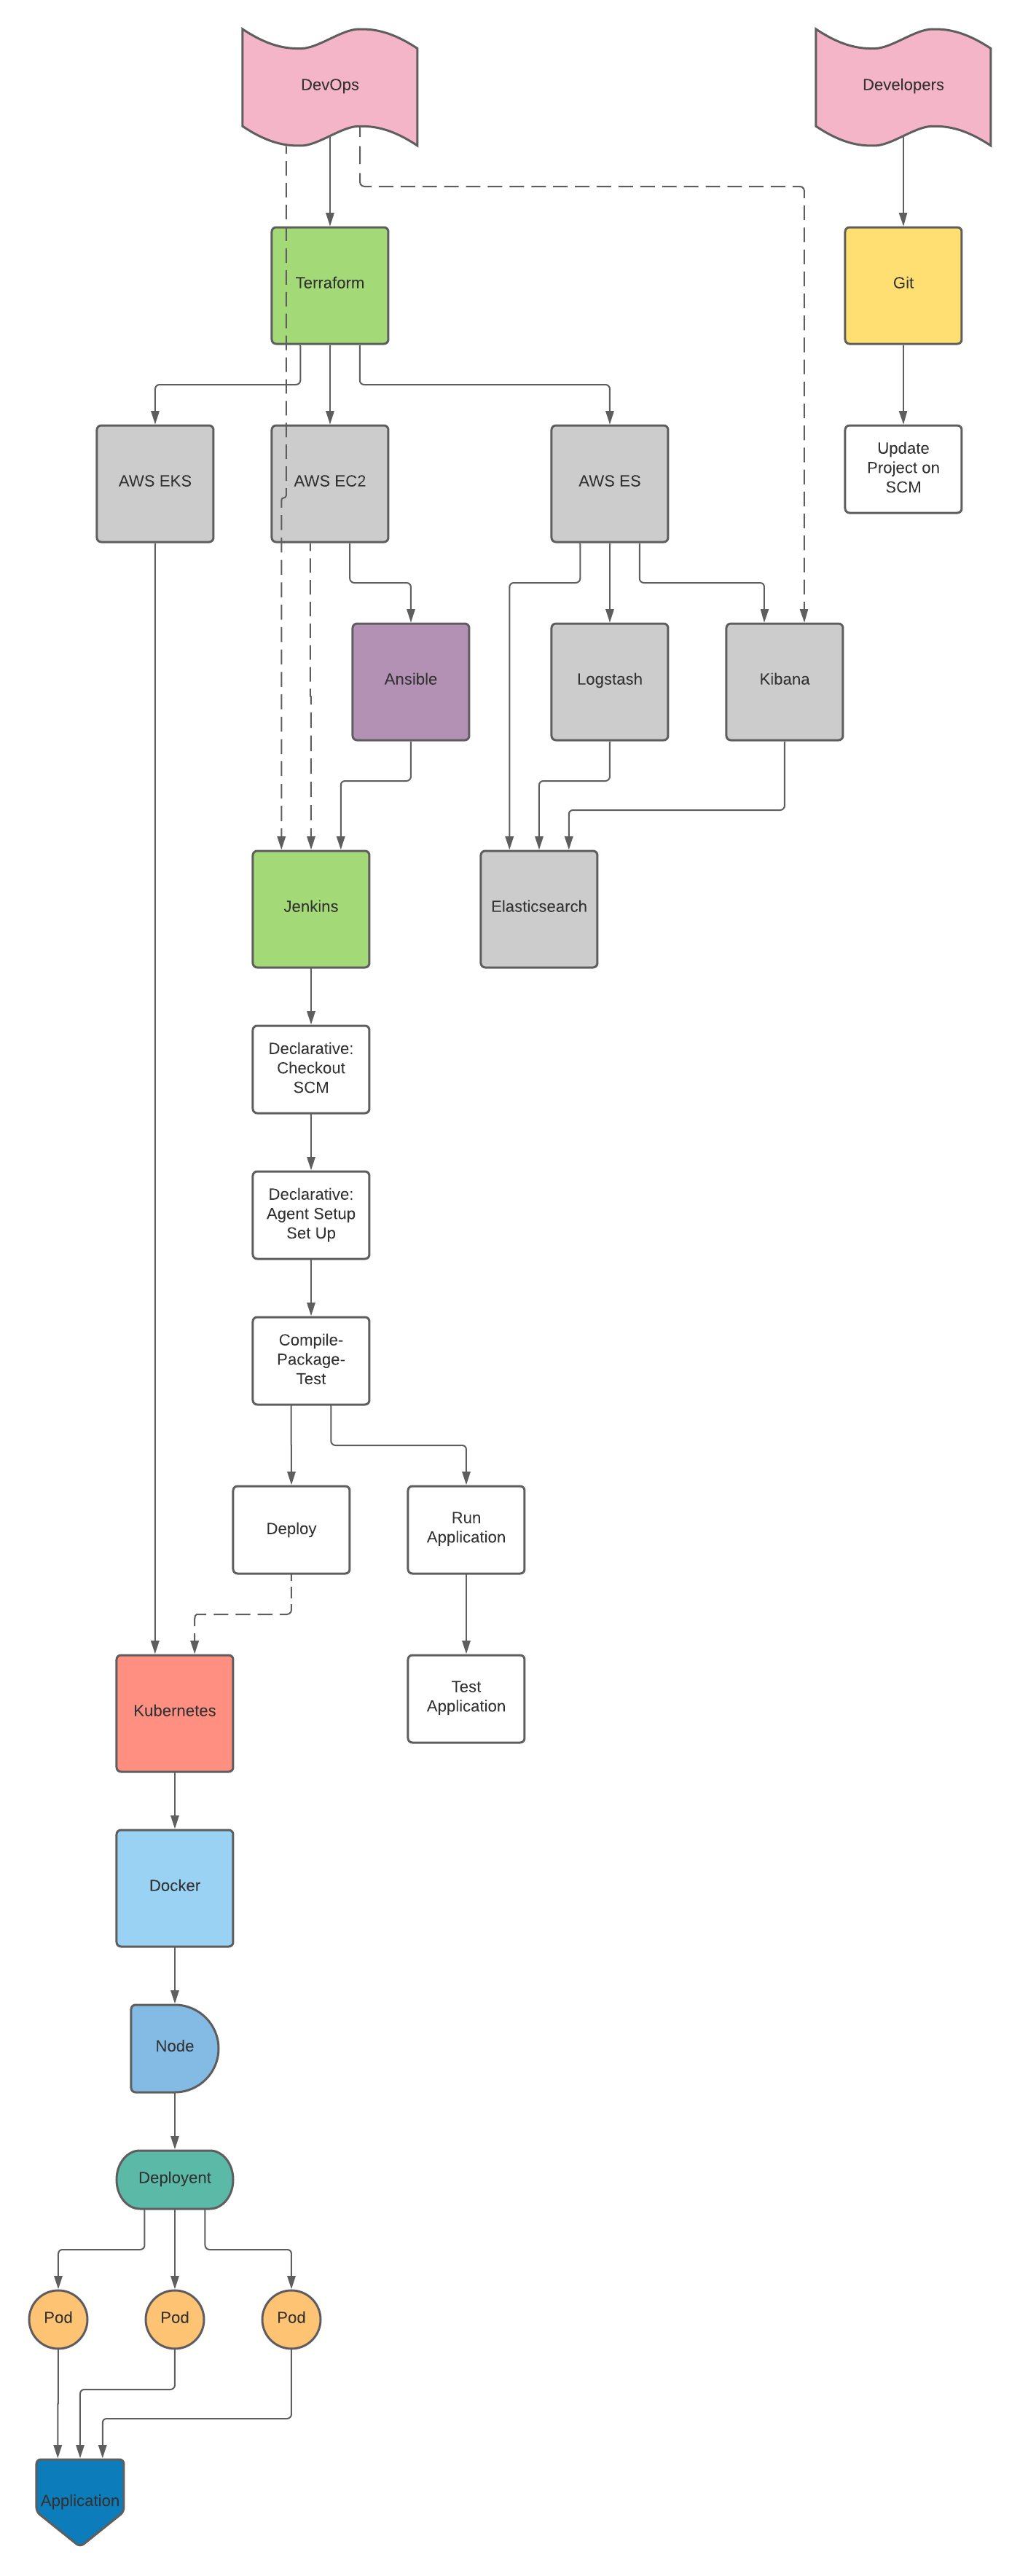 DevOps
Developers
Terraform
Git
AWS EKS
AWS EC2
AWS ES
Update
Project on
SCM
Ansible
Logstash
Kibana
Jenkins
Elasticsearch
Declarative:
Checkout
SCM
Declarative:
Agent Setup
Set Up
Compile-
Package-
Test
Deploy
Run
Application
Kubernetes
Test
Application
Docker
Node
Deployent
Pod
Pod
Pod
Application